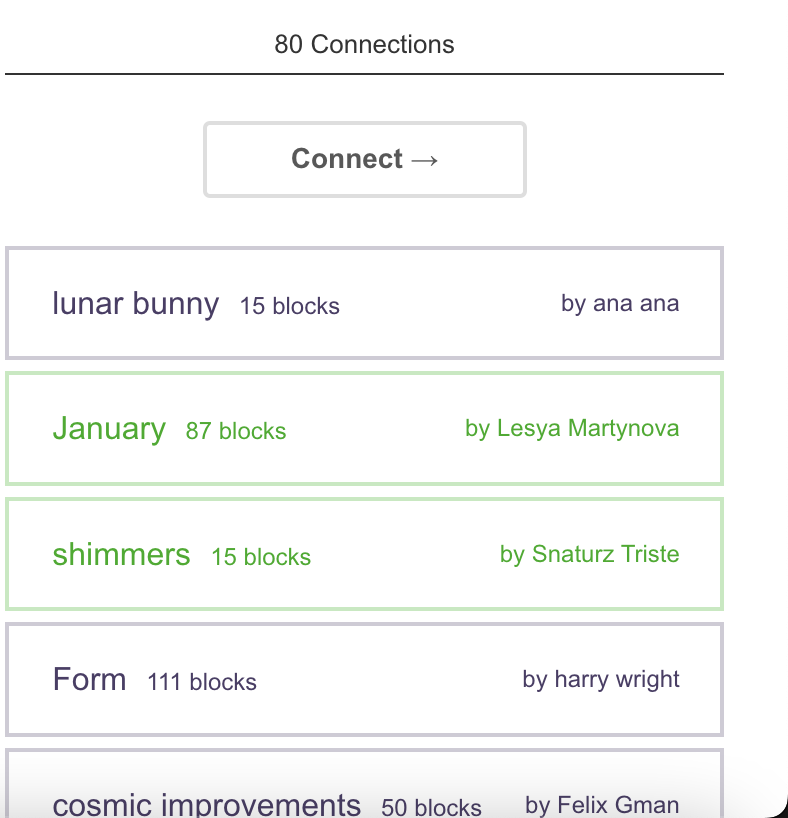 80 Connections
Connect →
lunar bunny 15 blocks by ana ana
January 87 blocks by Lesya Martynova
shimmers 15 blocks by Snaturz Triste
Form 111 blocks by harry wright
cosmic improvements 50 blocks by Felix Gman